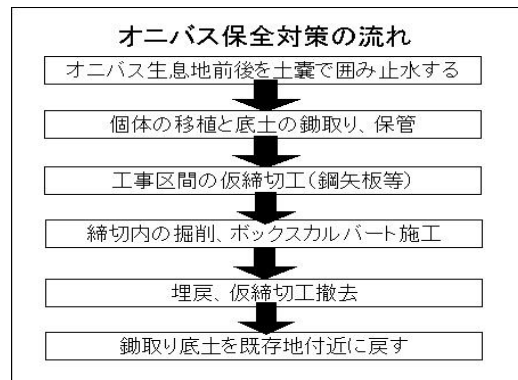 オニバス保全対策の流れ
オニバス生息地前後を土嚢で囲み止水する
個体の移植と底土の鋤取り、保管
工事区間の仮締切工(鋼矢板等)
締切内の掘削、ボックスカルバート施工
埋戻、仮締切工撤去
鋤取り底土を既存地付近に戻す